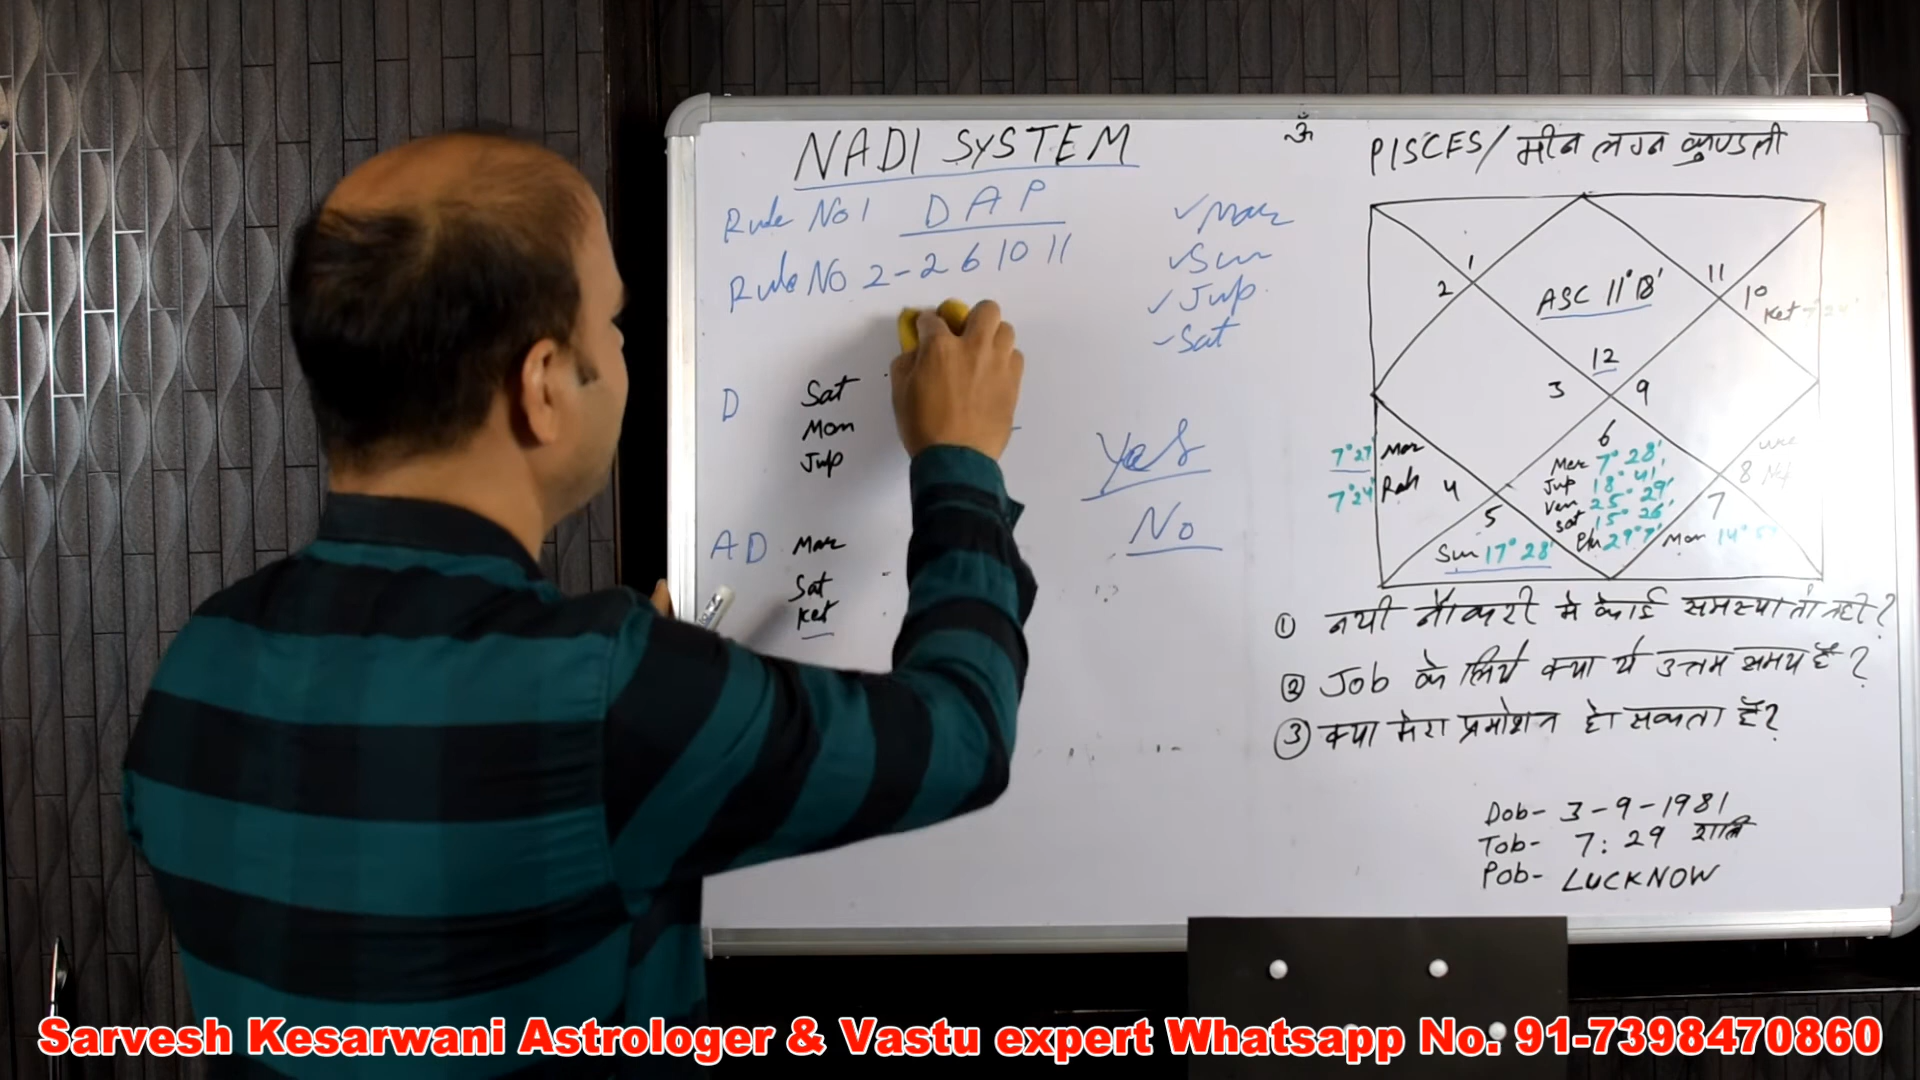 NADI SYSTEM
Rule No 1 D A P
Rule No 2 - 2 6 10 11
✓ Mar
✓ Sun
✓ Jup
- Sat
D Sat
Mon
Jup
AD Mar
Sat
Ket
Yes
No
ॐ
PISCES / मीन लग्न कुण्डली
1
2
ASC 11° 18'
11
10
Ket 7° 24'
12
3
9
7° 27' Mar
7° 24' Rah
4
5
Sun 17° 28'
6
Mer 7° 28'
Jup 18° 41'
Ven 25° 29'
Sat 15° 26'
Plu 29° 7'
8
7
Mon 14°
① नयी नौकरी में कोई समस्या तो नही?
② Job के लिये क्या ये उत्तम समय है?
③ क्या मेरा प्रमोशन हो सकता है?
Dob- 3-9-1981
Tob- 7:29 रात्रि
Pob- LUCKNOW
Sarvesh Kesarwani Astrologer & Vastu expert Whatsapp No. 91-7398470860